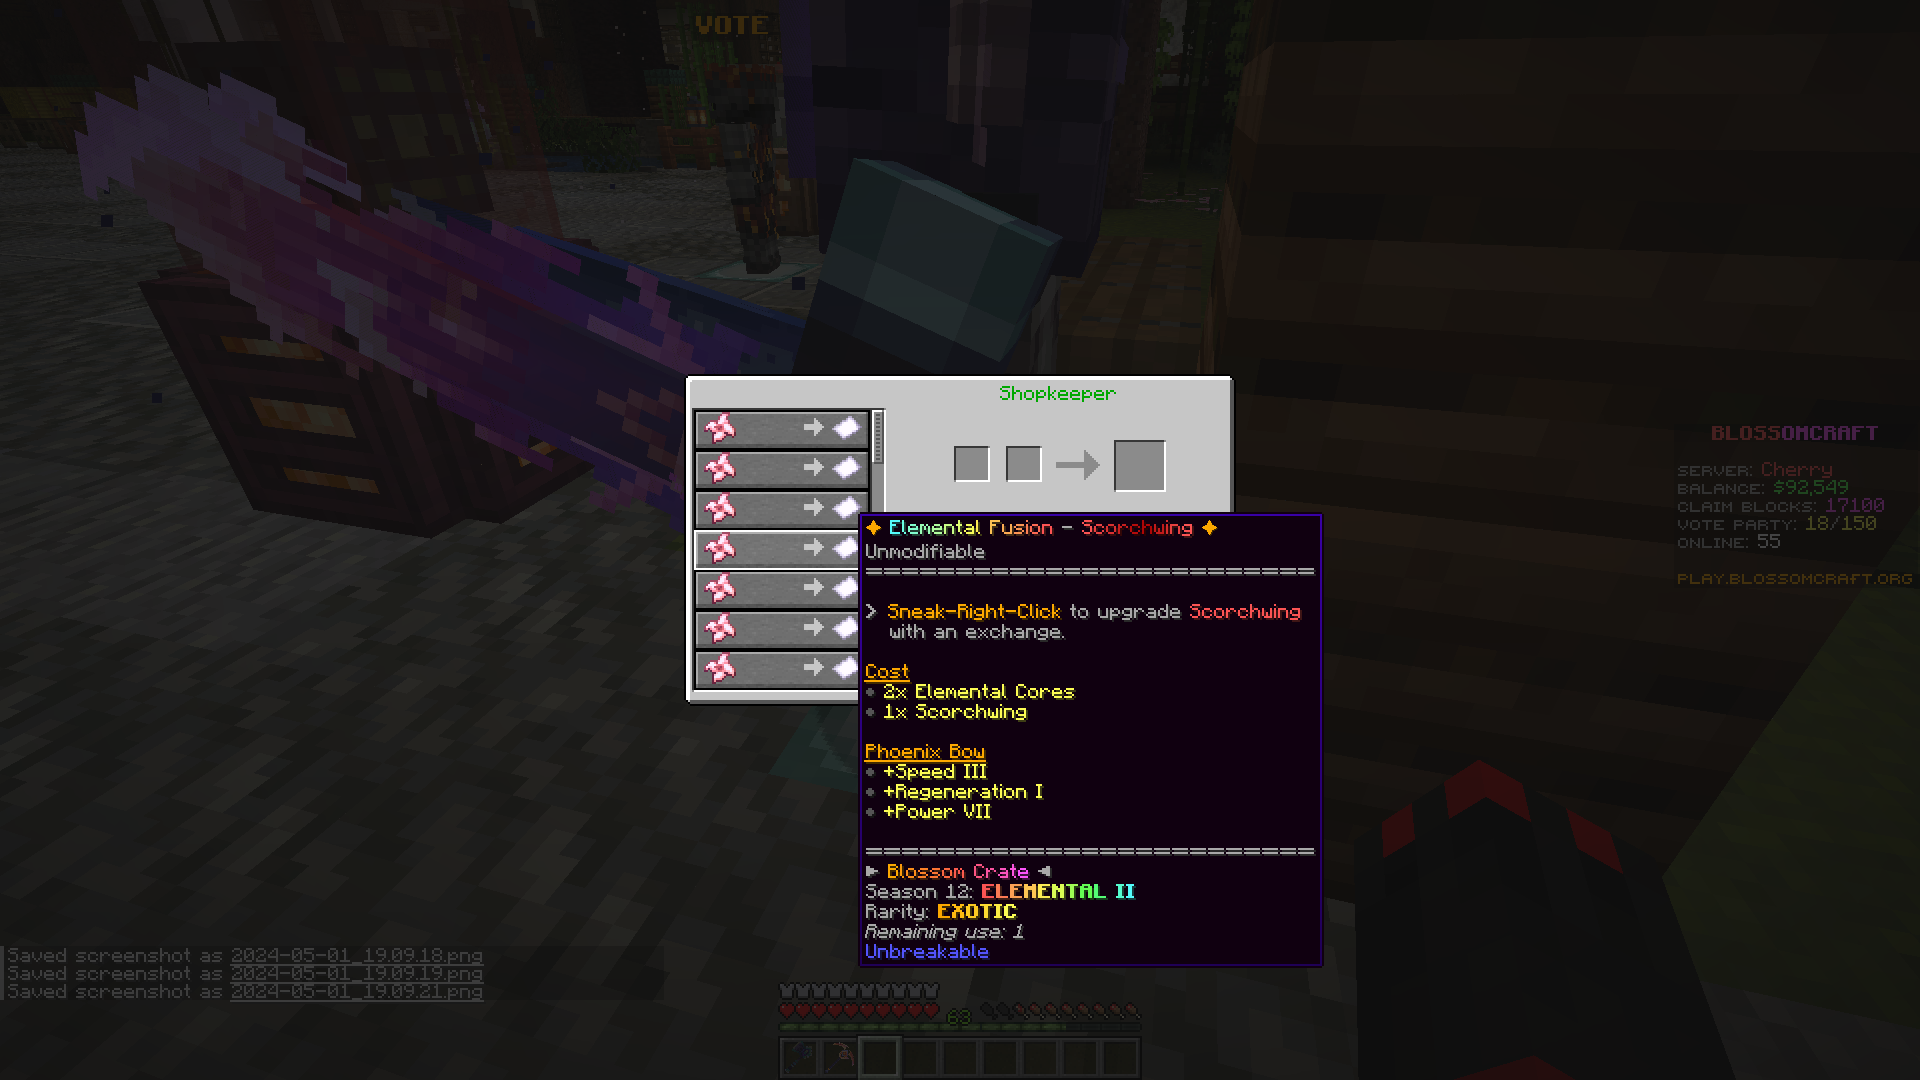 VOTE
Shopkeeper
✦ Elemental Fusion - Scorchwing ✦
Unmodifiable
=========================
> Sneak-Right-Click to upgrade Scorchwing
with an exchange.
Cost
• 2x Elemental Cores
• 1x Scorchwing
Phoenix Bow
• +Speed III
• +Regeneration I
• +Power VII
=========================
► Blossom Crate ◄
Season 12: ELEMENTAL II
Rarity: EXOTIC
Remaining use: 1
Unbreakable
BLOSSOMCRAFT
SERVER: Cherry
BALANCE: $92,549
CLAIM BLOCKS: 17100
VOTE PARTY: 18/150
ONLINE: 55
PLAY.BLOSSOMCRAFT.ORG
Saved screenshot as 2024-05-01_19.09.18.png
Saved screenshot as 2024-05-01_19.09.19.png
Saved screenshot as 2024-05-01_19.09.21.png
63